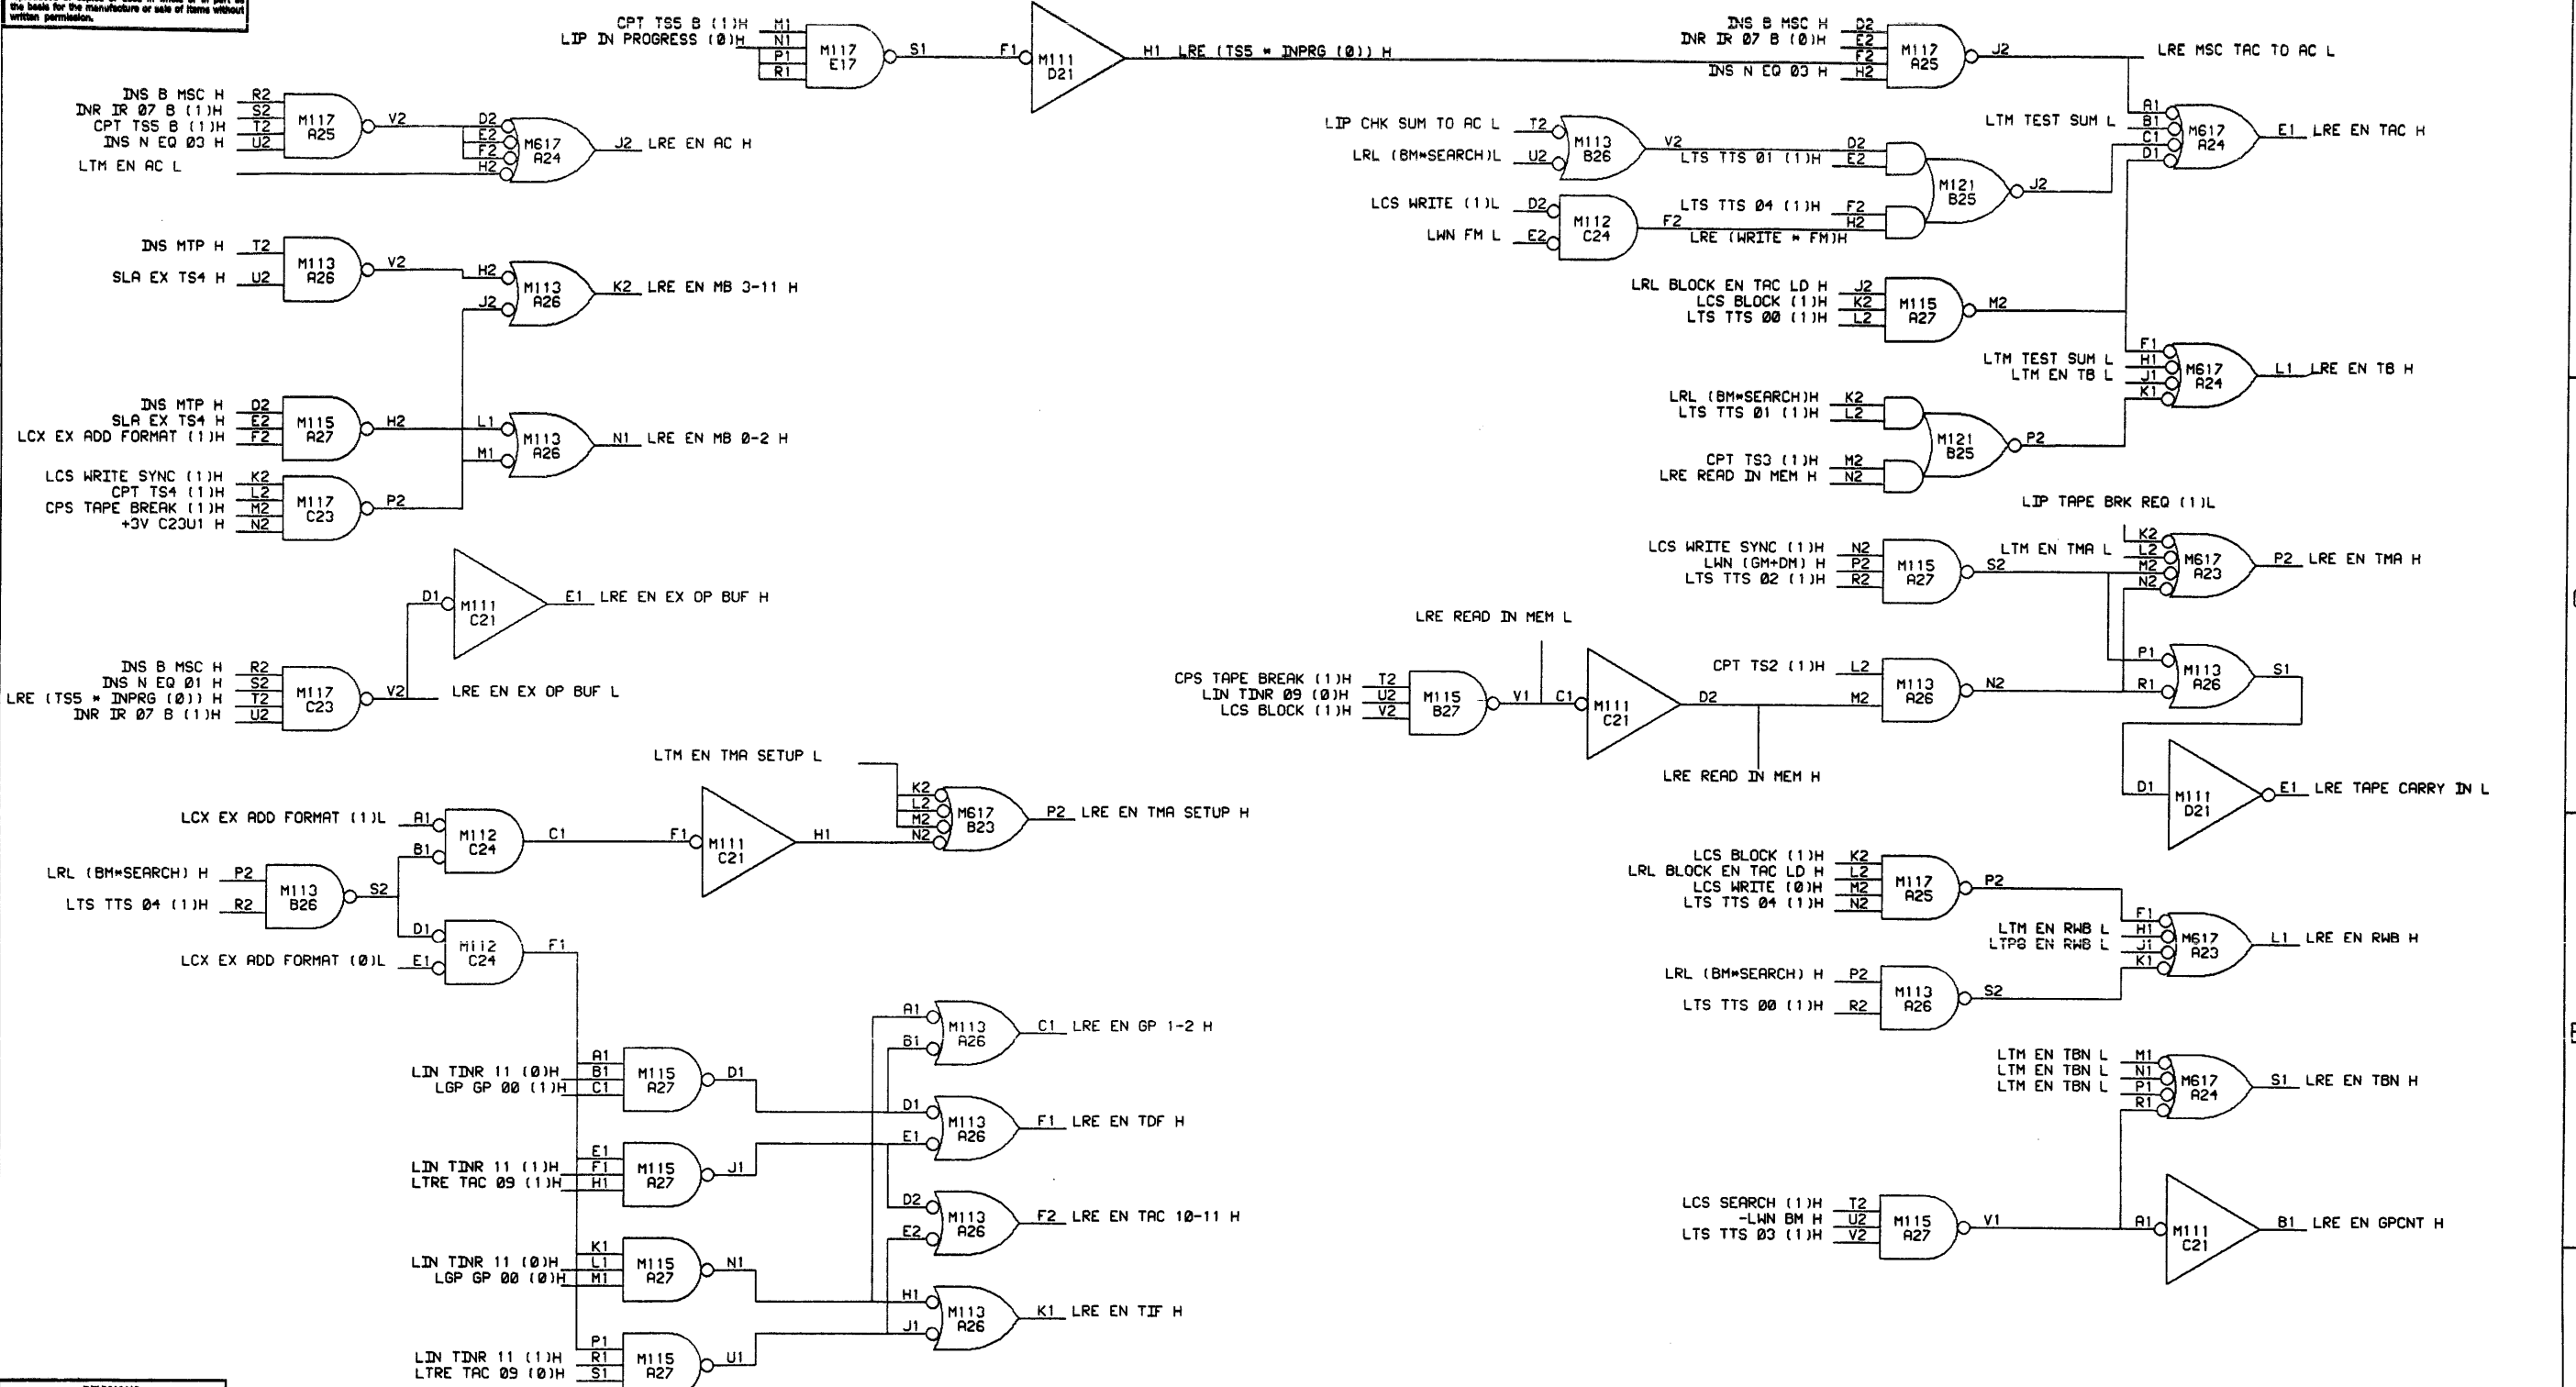 the basis for the manufacture or sale of items without
written permission.
CPT TS5 B (1)H M1
LIP IN PROGRESS (0)H N1
P1
R1
M117
E17
S1
F1
M111
D21
H1 LRE (TS5 * INPRG (0)) H
INS B MSC H D2
INR IR 07 B (0)H E2
F2
INS N EQ 03 H H2
M117
A25
J2
LRE MSC TAC TO AC L
INS B MSC H R2
INR IR 07 B (1)H S2
CPT TS5 B (1)H T2
INS N EQ 03 H U2
LTM EN AC L
M117
A25
V2
D2
E2
F2
H2
M617
A24
J2 LRE EN AC H
LIP CHK SUM TO AC L T2
LRL (BM*SEARCH)L U2
M113
B26
V2
D2
LTS TTS 01 (1)H E2
LCS WRITE (1)L D2
LWN FM L E2
M112
C24
F2
LTS TTS 04 (1)H F2
H2
LRE (WRITE * FM)H
M121
B25
J2
A1
LTM TEST SUM L B1
C1
D1
M617
A24
E1 LRE EN TAC H
INS MTP H T2
SLA EX TS4 H U2
M113
A26
V2
H2
J2
M113
A26
K2 LRE EN MB 3-11 H
LRL BLOCK EN TAC LD H J2
LCS BLOCK (1)H K2
LTS TTS 00 (1)H L2
M115
A27
M2
F1
LTM TEST SUM L H1
LTM EN TB L J1
K1
M617
A24
L1 LRE EN TB H
INS MTP H D2
SLA EX TS4 H E2
LCX EX ADD FORMAT (1)H F2
M115
A27
H2
L1
M1
M113
A26
N1 LRE EN MB 0-2 H
LRL (BM*SEARCH)H K2
LTS TTS 01 (1)H L2
CPT TS3 (1)H M2
LRE READ IN MEM H N2
M121
B25
P2
LCS WRITE SYNC (1)H K2
CPT TS4 (1)H L2
CPS TAPE BREAK (1)H M2
+3V C23U1 H N2
M117
C23
P2
LIP TAPE BRK REQ (1)L
LCS WRITE SYNC (1)H N2
LWN (GM+DM) H P2
LTS TTS 02 (1)H R2
M115
A27
S2
K2
LTM EN TMA L L2
M2
N2
M617
A23
P2 LRE EN TMA H
D1
M111
C21
E1 LRE EN EX OP BUF H
INS B MSC H R2
INS N EQ 01 H S2
LRE (TS5 * INPRG (0)) H T2
INR IR 07 B (1)H U2
M117
C23
V2
LRE EN EX OP BUF L
LRE READ IN MEM L
CPS TAPE BREAK (1)H T2
LIN TINR 09 (0)H U2
LCS BLOCK (1)H V2
M115
B27
V1
C1
M111
C21
D2
LRE READ IN MEM H
CPT TS2 (1)H L2
M2
M113
A26
N2
P1
R1
M113
A26
S1
D1
M111
D21
E1 LRE TAPE CARRY IN L
LTM EN TMA SETUP L
LCX EX ADD FORMAT (1)L A1
B1
M112
C24
C1
F1
M111
C21
H1
K2
L2
M2
N2
M617
B23
P2 LRE EN TMA SETUP H
LRL (BM*SEARCH) H P2
LTS TTS 04 (1)H R2
M113
B26
S2
D1
LCX EX ADD FORMAT (0)L E1
M112
C24
F1
LCS BLOCK (1)H K2
LRL BLOCK EN TAC LD H L2
LCS WRITE (0)H M2
LTS TTS 04 (1)H N2
M117
A25
P2
F1
LTM EN RWB L H1
LTPG EN RWB L J1
K1
M617
A23
L1 LRE EN RWB H
LRL (BM*SEARCH) H P2
LTS TTS 00 (1)H R2
M113
A26
S2
A1
B1
M113
A26
C1 LRE EN GP 1-2 H
A1
LIN TINR 11 (0)H B1
LGP GP 00 (1)H C1
M115
A27
D1
D1
E1
M113
A26
F1 LRE EN TDF H
LTM EN TBN L M1
LTM EN TBN L N1
LTM EN TBN L P1
R1
M617
A24
S1 LRE EN TBN H
E1
LIN TINR 11 (1)H F1
LTRE TAC 09 (1)H H1
M115
A27
J1
D2
E2
M113
A26
F2 LRE EN TAC 10-11 H
LCS SEARCH (1)H T2
-LWN BM H U2
LTS TTS 03 (1)H V2
M115
A27
V1
A1
M111
C21
B1 LRE EN GPCNT H
K1
LIN TINR 11 (0)H L1
LGP GP 00 (0)H M1
M115
A27
N1
H1
J1
M113
A26
K1 LRE EN TIF H
P1
LIN TINR 11 (1)H R1
LTRE TAC 09 (0)H S1
M115
A27
U1